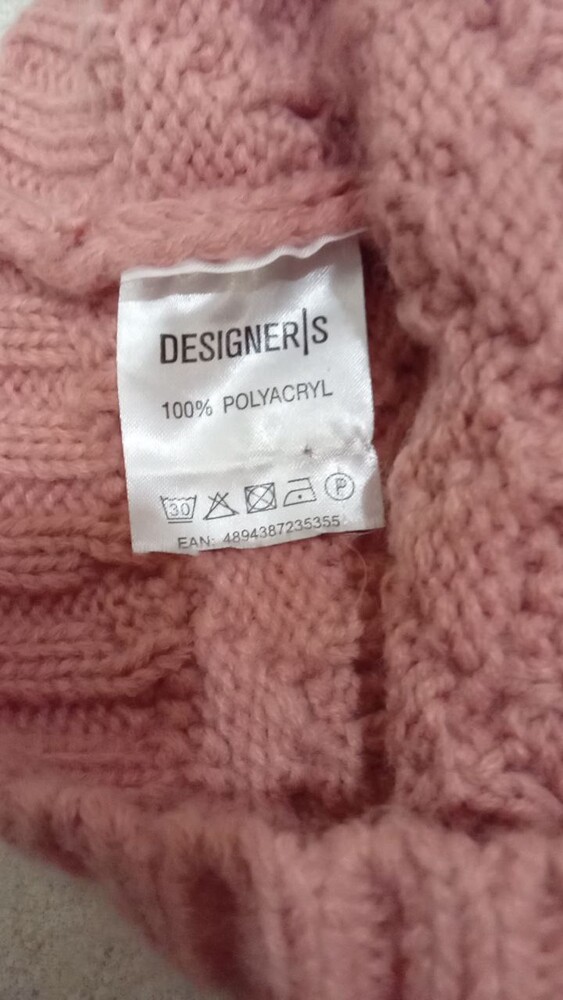 DESIGNER|S
100% POLYACRYL
30 P
EAN: 4894387235355